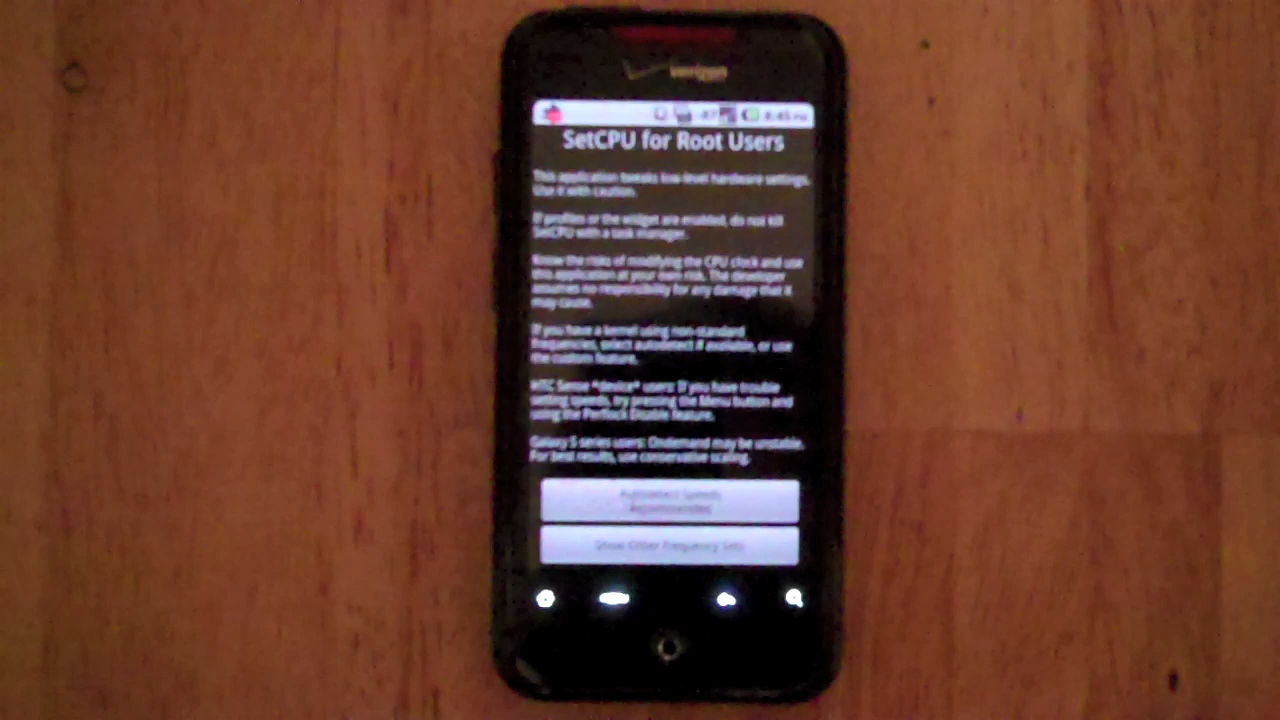 verizon
-87 8:45 PM
SetCPU for Root Users
This application tweaks low-level hardware settings.
Use it with caution.
If profiles or the widget are enabled, do not kill
SetCPU with a task manager.
Know the risks of modifying the CPU clock and use
this application at your own risk. The developer
assumes no responsibility for any damage that it
may cause.
If you have a kernel using non-standard
frequencies, select autodetect if available, or use
the custom feature.
HTC Sense *device* users: If you have trouble
setting speeds, try pressing the Menu button and
using the Perflock Disable feature.
Galaxy S series users: Ondemand may be unstable.
For best results, use conservative scaling.
Autodetect Speeds
Recommended
Show Other Frequency Sets